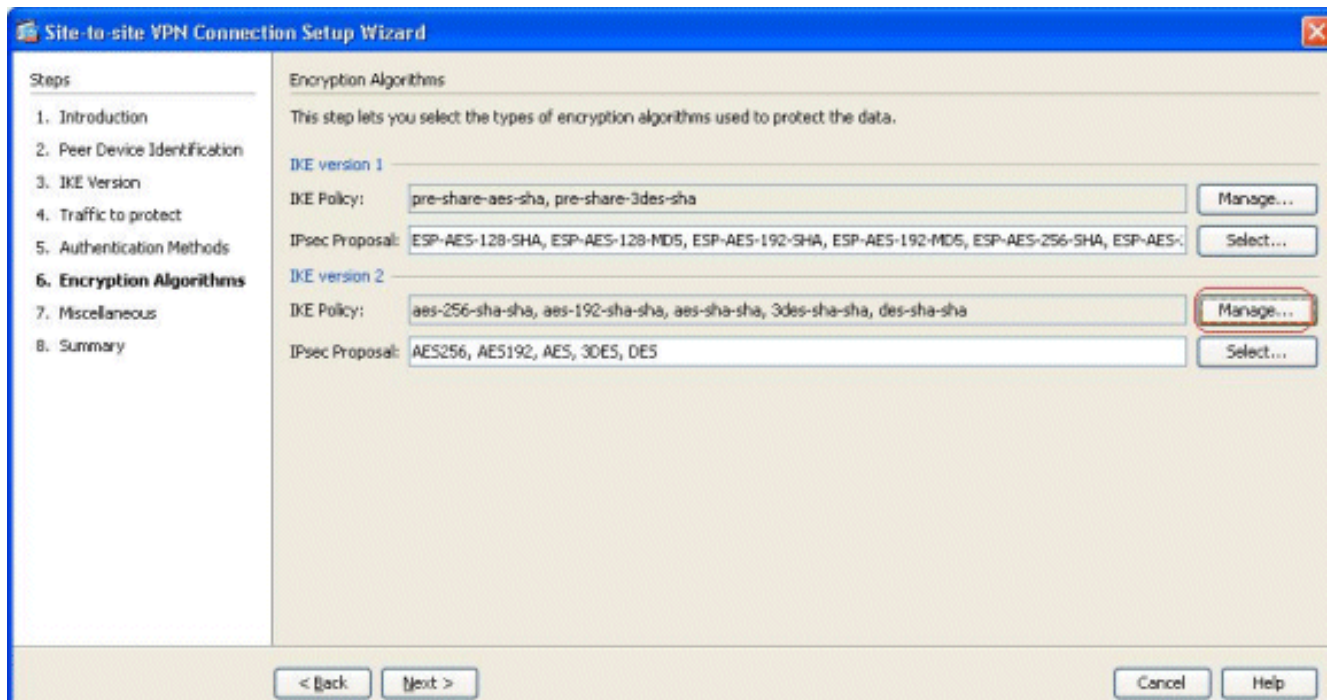 Site-to-site VPN Connection Setup Wizard
Steps
1. Introduction
2. Peer Device Identification
3. IKE Version
4. Traffic to protect
5. Authentication Methods
6. Encryption Algorithms
7. Miscellaneous
8. Summary
Encryption Algorithms
This step lets you select the types of encryption algorithms used to protect the data.
IKE version 1
IKE Policy: pre-share-aes-sha, pre-share-3des-sha Manage...
IPsec Proposal: ESP-AES-128-SHA, ESP-AES-128-MD5, ESP-AES-192-SHA, ESP-AES-192-MD5, ESP-AES-256-SHA, ESP-AES- Select...
IKE version 2
IKE Policy: aes-256-sha-sha, aes-192-sha-sha, aes-sha-sha, 3des-sha-sha, des-sha-sha Manage...
IPsec Proposal: AES256, AES192, AES, 3DES, DES Select...
< Back Next > Cancel Help